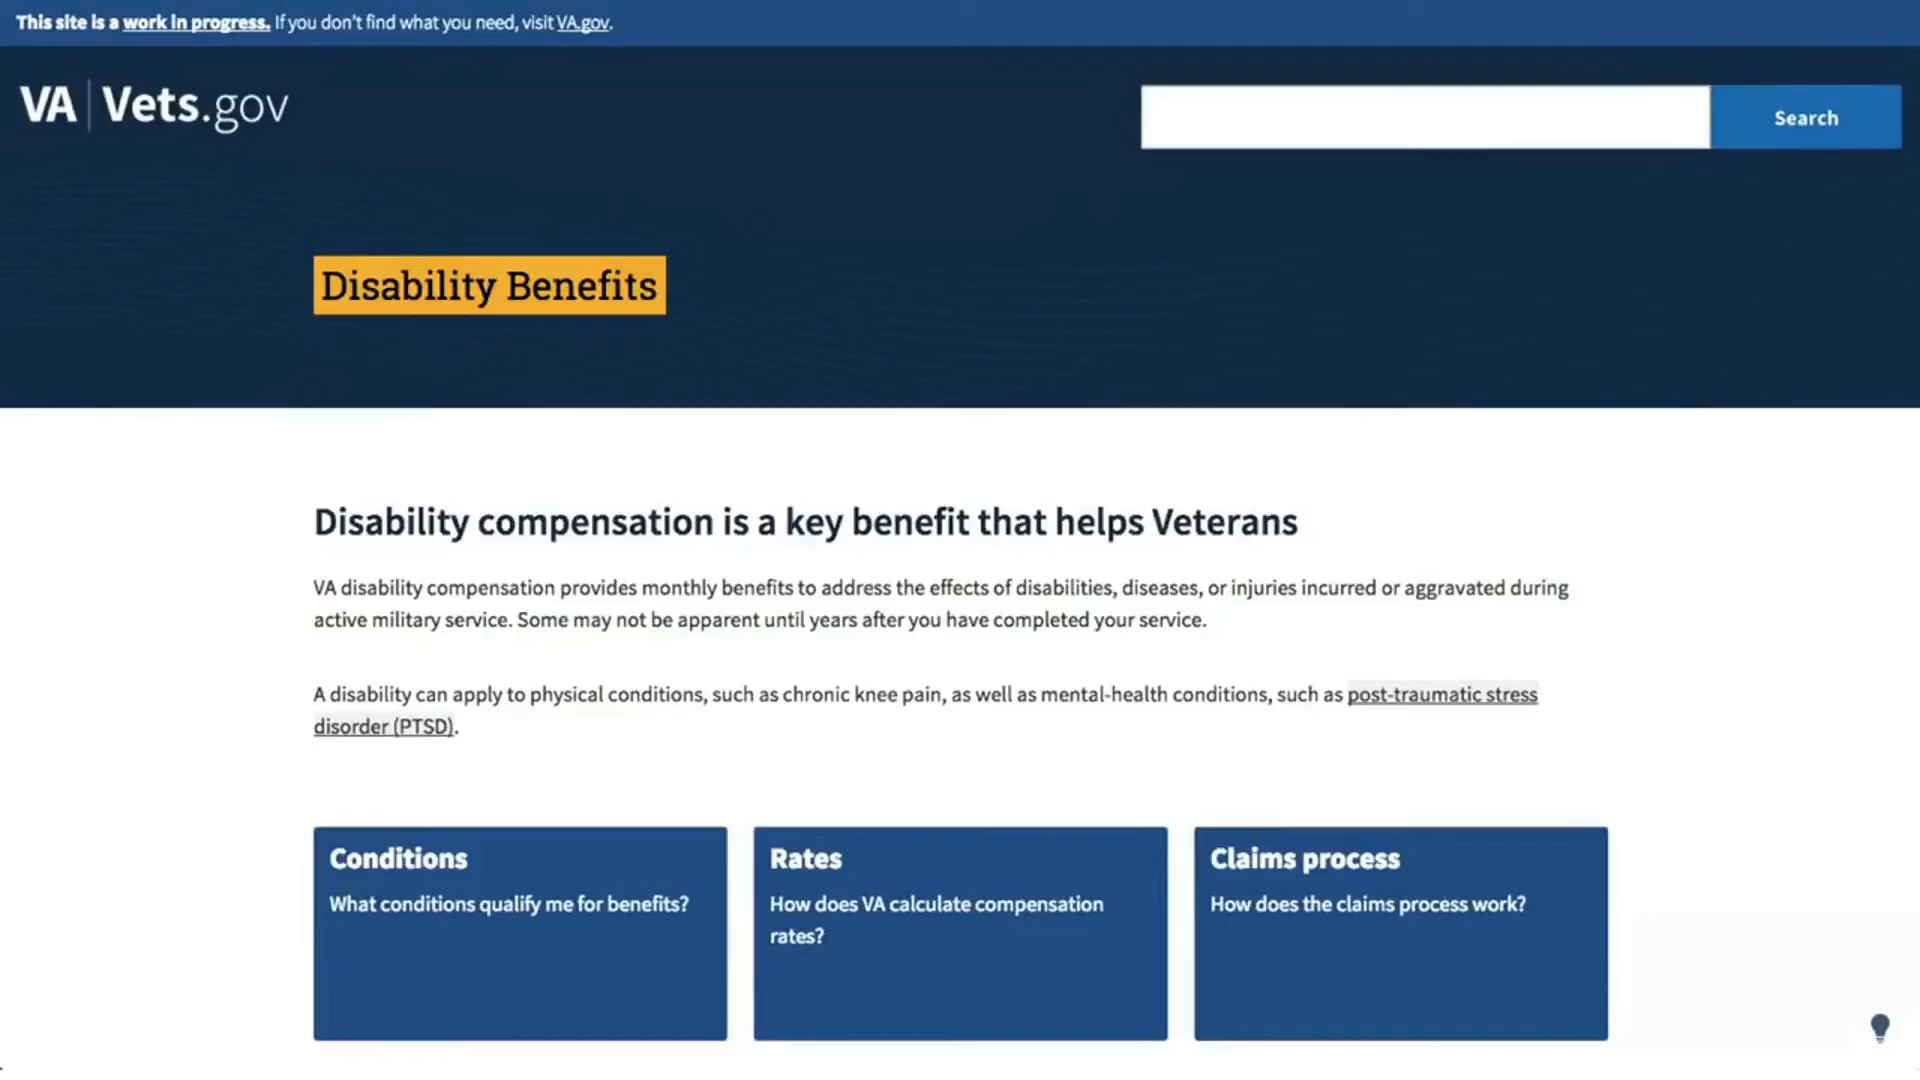 This site is a work in progress. If you don't find what you need, visit VA.gov.
VA | Vets.gov
Search
Disability Benefits
Disability compensation is a key benefit that helps Veterans
VA disability compensation provides monthly benefits to address the effects of disabilities, diseases, or injuries incurred or aggravated during
active military service. Some may not be apparent until years after you have completed your service.
A disability can apply to physical conditions, such as chronic knee pain, as well as mental-health conditions, such as post-traumatic stress
disorder (PTSD).
Conditions
What conditions qualify me for benefits?
Rates
How does VA calculate compensation
rates?
Claims process
How does the claims process work?